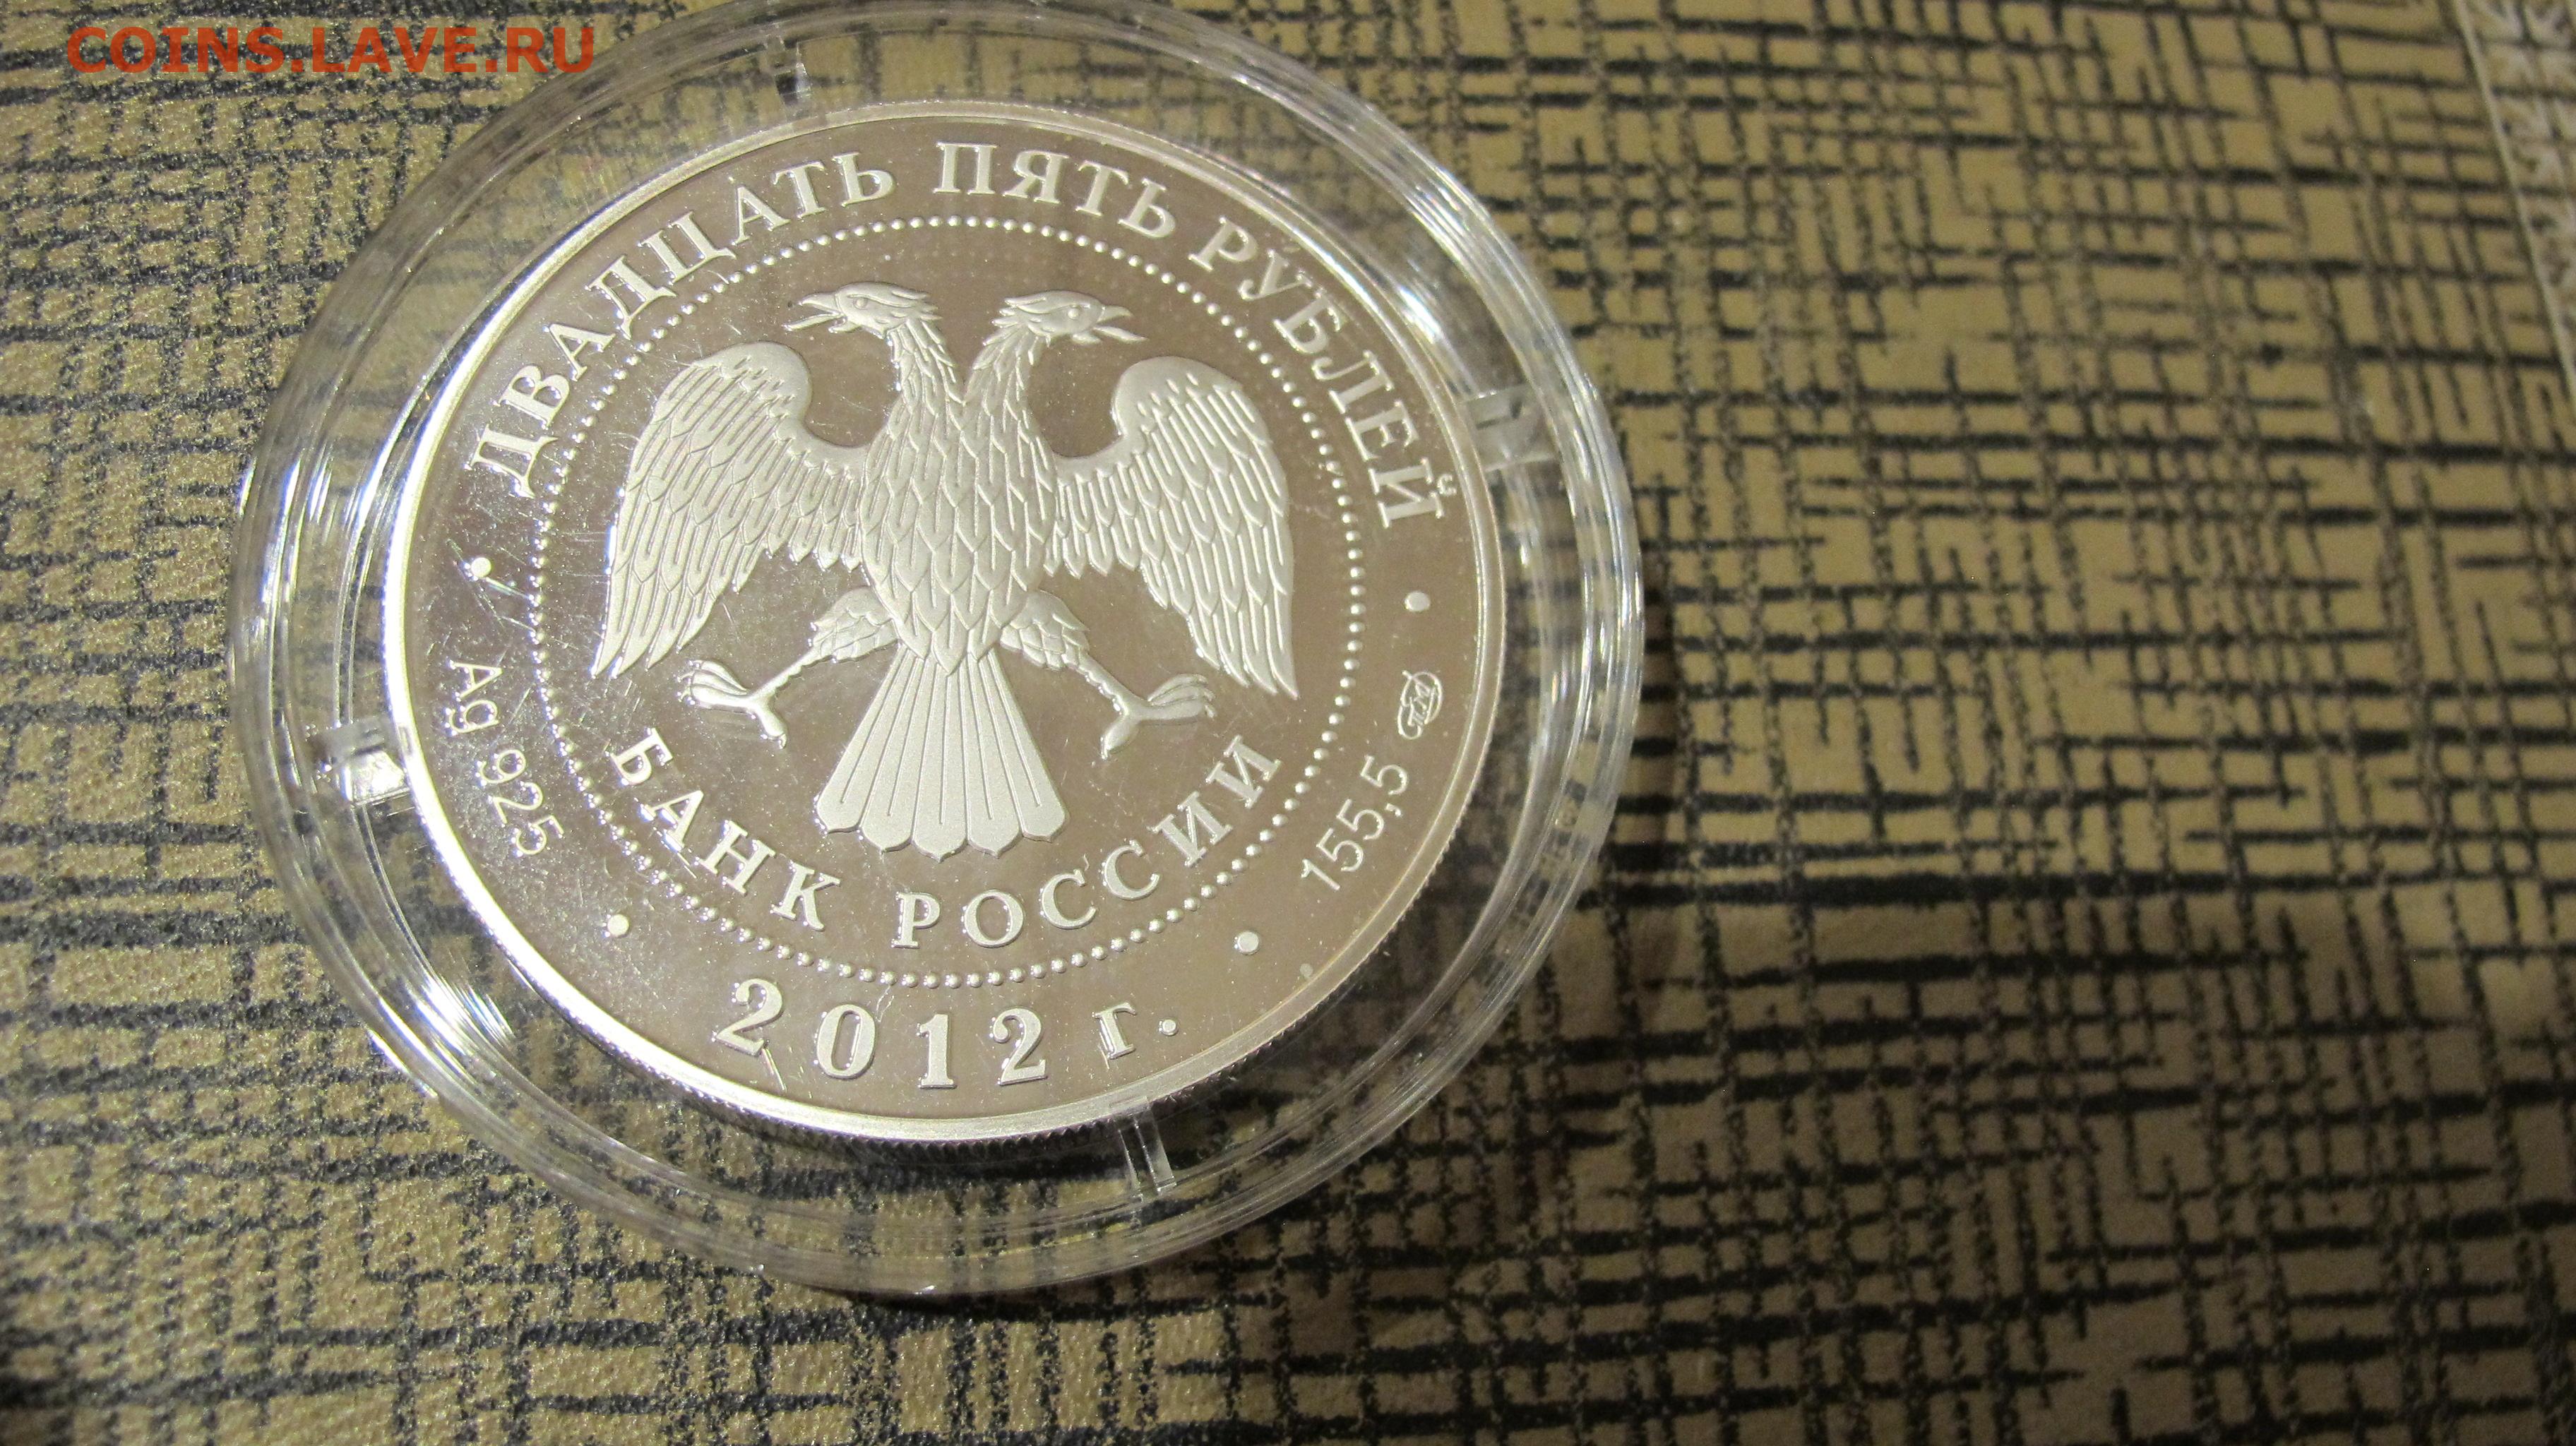 COINS.LAVE.RU
ДВАДЦАТЬ ПЯТЬ РУБЛЕЙ
БАНК РОССИИ
Ag 925
155,5
2012 г.